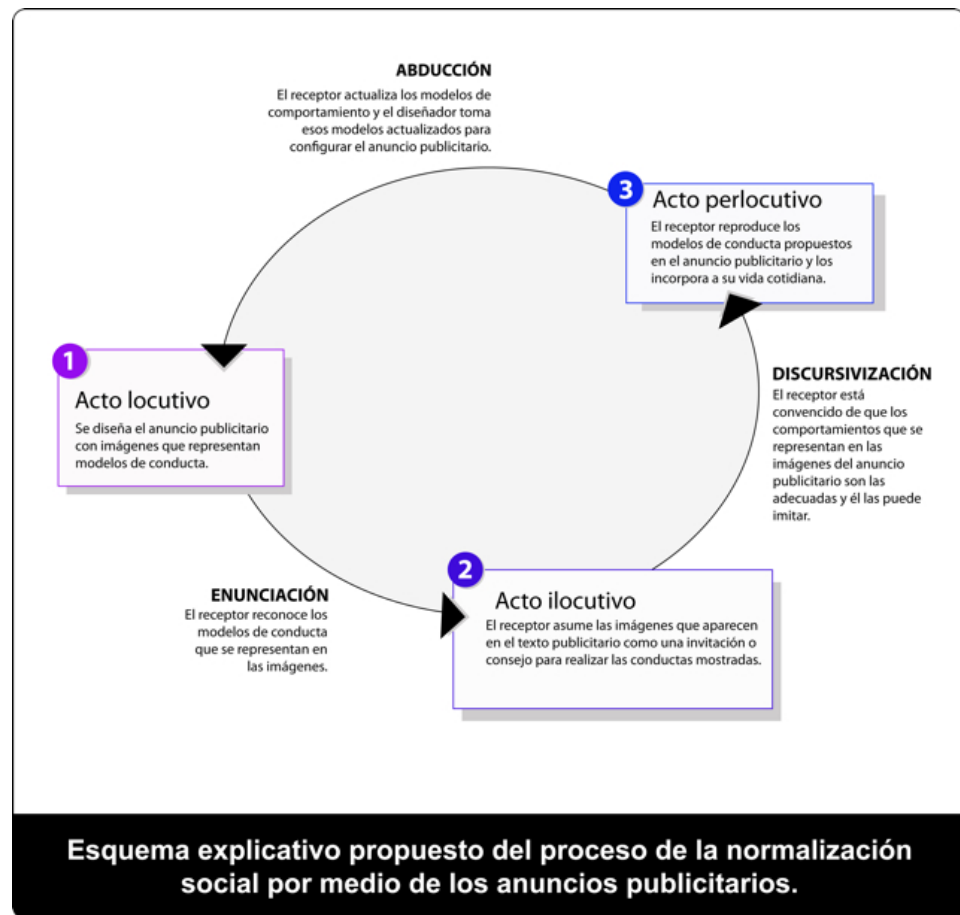 ABDUCCIÓN
El receptor actualiza los modelos de
comportamiento y el diseñador toma
esos modelos actualizados para
configurar el anuncio publicitario.
3
Acto perlocutivo
El receptor reproduce los
modelos de conducta propuestos
en el anuncio publicitario y los
incorpora a su vida cotidiana.
1
Acto locutivo
Se diseña el anuncio publicitario
con imágenes que representan
modelos de conducta.
DISCURSIVIZACIÓN
El receptor está
convencido de que los
comportamientos que se
representan en las
imágenes del anuncio
publicitario son las
adecuadas y él las puede
imitar.
2
Acto ilocutivo
El receptor asume las imágenes que aparecen
en el texto publicitario como una invitación o
consejo para realizar las conductas mostradas.
ENUNCIACIÓN
El receptor reconoce los
modelos de conducta
que se representan en
las imágenes.
Esquema explicativo propuesto del proceso de la normalización
social por medio de los anuncios publicitarios.